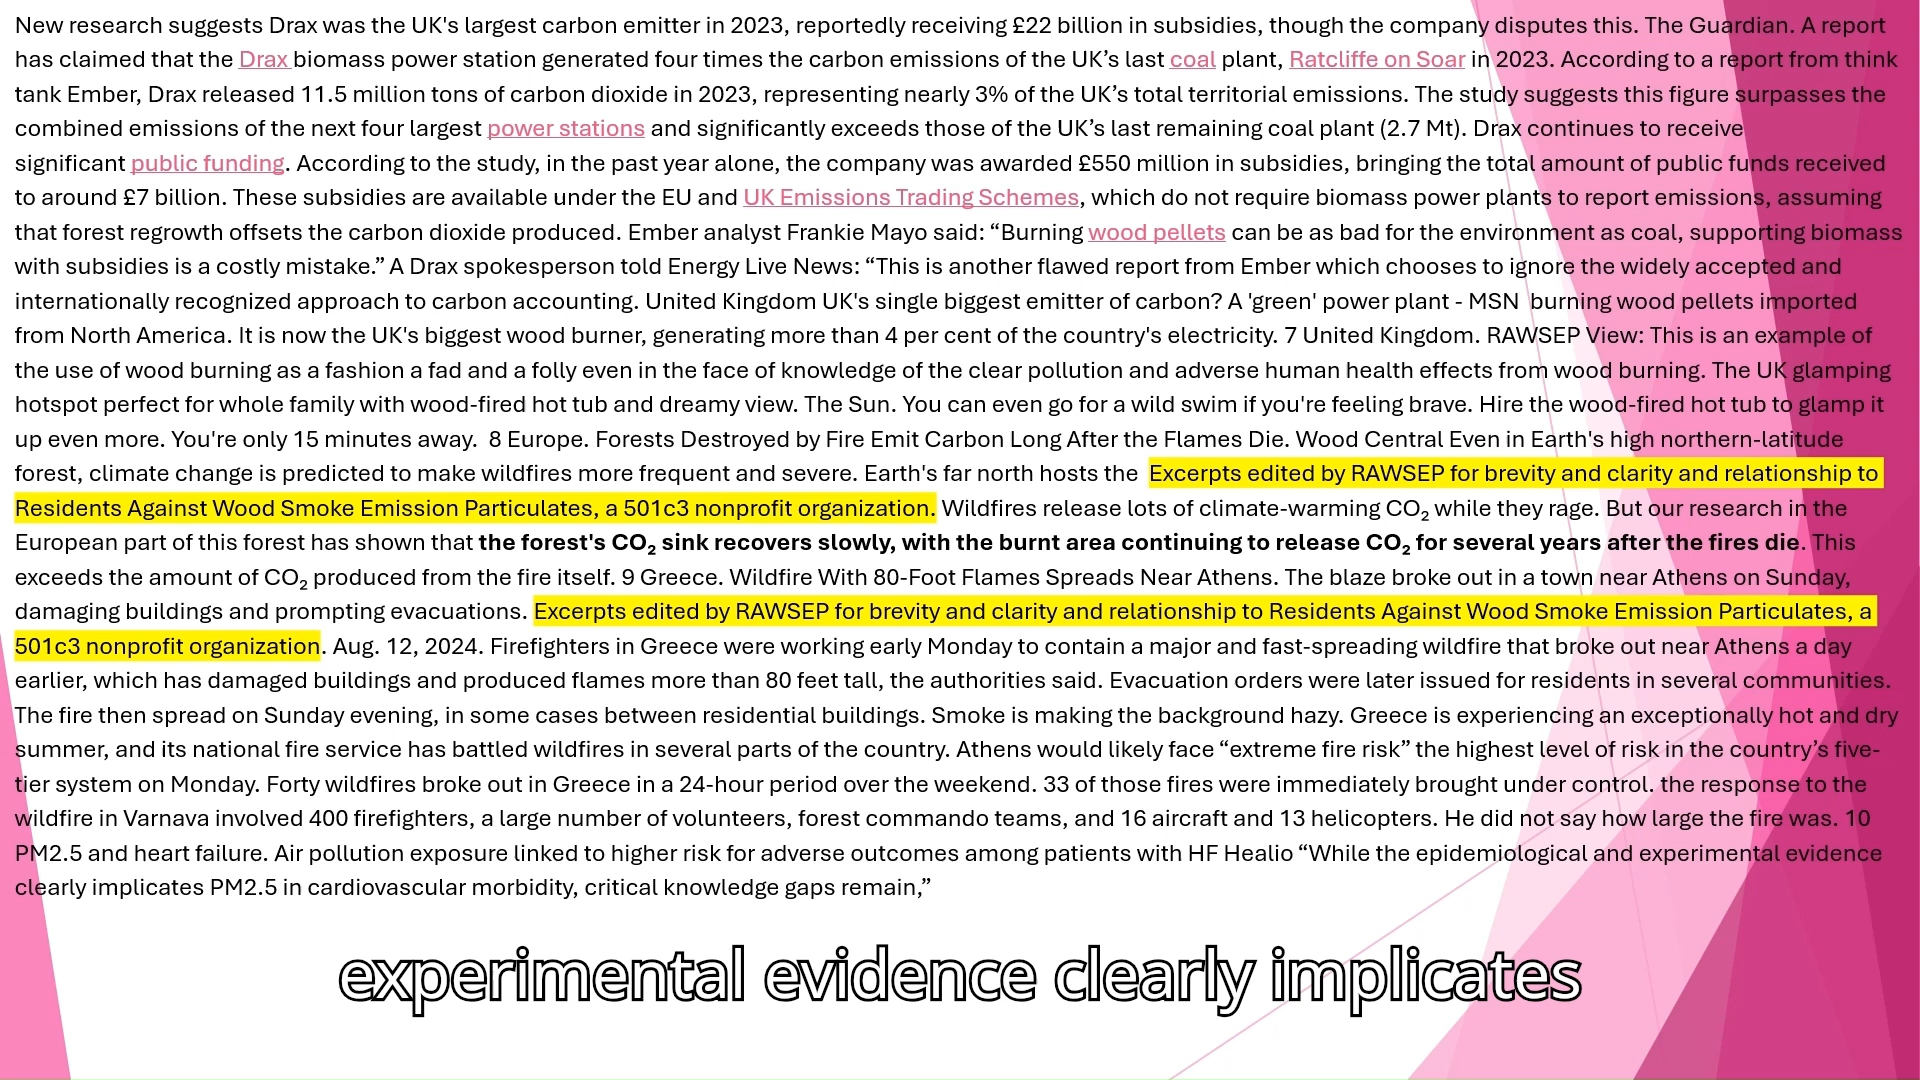 New research suggests Drax was the UK's largest carbon emitter in 2023, reportedly receiving £22 billion in subsidies, though the company disputes this. The Guardian. A report
has claimed that the Drax biomass power station generated four times the carbon emissions of the UK’s last coal plant, Ratcliffe on Soar in 2023. According to a report from think
tank Ember, Drax released 11.5 million tons of carbon dioxide in 2023, representing nearly 3% of the UK’s total territorial emissions. The study suggests this figure surpasses the
combined emissions of the next four largest power stations and significantly exceeds those of the UK’s last remaining coal plant (2.7 Mt). Drax continues to receive
significant public funding. According to the study, in the past year alone, the company was awarded £550 million in subsidies, bringing the total amount of public funds received
to around £7 billion. These subsidies are available under the EU and UK Emissions Trading Schemes, which do not require biomass power plants to report emissions, assuming
that forest regrowth offsets the carbon dioxide produced. Ember analyst Frankie Mayo said: “Burning wood pellets can be as bad for the environment as coal, supporting biomass
with subsidies is a costly mistake.” A Drax spokesperson told Energy Live News: “This is another flawed report from Ember which chooses to ignore the widely accepted and
internationally recognized approach to carbon accounting. United Kingdom UK's single biggest emitter of carbon? A 'green' power plant - MSN burning wood pellets imported
from North America. It is now the UK's biggest wood burner, generating more than 4 per cent of the country's electricity. 7 United Kingdom. RAWSEP View: This is an example of
the use of wood burning as a fashion a fad and a folly even in the face of knowledge of the clear pollution and adverse human health effects from wood burning. The UK glamping
hotspot perfect for whole family with wood-fired hot tub and dreamy view. The Sun. You can even go for a wild swim if you're feeling brave. Hire the wood-fired hot tub to glamp it
up even more. You're only 15 minutes away. 8 Europe. Forests Destroyed by Fire Emit Carbon Long After the Flames Die. Wood Central Even in Earth's high northern-latitude
forest, climate change is predicted to make wildfires more frequent and severe. Earth's far north hosts the Excerpts edited by RAWSEP for brevity and clarity and relationship to
Residents Against Wood Smoke Emission Particulates, a 501c3 nonprofit organization. Wildfires release lots of climate-warming CO₂ while they rage. But our research in the
European part of this forest has shown that the forest's CO₂ sink recovers slowly, with the burnt area continuing to release CO₂ for several years after the fires die. This
exceeds the amount of CO₂ produced from the fire itself. 9 Greece. Wildfire With 80-Foot Flames Spreads Near Athens. The blaze broke out in a town near Athens on Sunday,
damaging buildings and prompting evacuations. Excerpts edited by RAWSEP for brevity and clarity and relationship to Residents Against Wood Smoke Emission Particulates, a
501c3 nonprofit organization. Aug. 12, 2024. Firefighters in Greece were working early Monday to contain a major and fast-spreading wildfire that broke out near Athens a day
earlier, which has damaged buildings and produced flames more than 80 feet tall, the authorities said. Evacuation orders were later issued for residents in several communities.
The fire then spread on Sunday evening, in some cases between residential buildings. Smoke is making the background hazy. Greece is experiencing an exceptionally hot and dry
summer, and its national fire service has battled wildfires in several parts of the country. Athens would likely face “extreme fire risk” the highest level of risk in the country’s five-
tier system on Monday. Forty wildfires broke out in Greece in a 24-hour period over the weekend. 33 of those fires were immediately brought under control. the response to the
wildfire in Varnava involved 400 firefighters, a large number of volunteers, forest commando teams, and 16 aircraft and 13 helicopters. He did not say how large the fire was. 10
PM2.5 and heart failure. Air pollution exposure linked to higher risk for adverse outcomes among patients with HF Healio “While the epidemiological and experimental evidence
clearly implicates PM2.5 in cardiovascular morbidity, critical knowledge gaps remain,”
experimental evidence clearly implicates